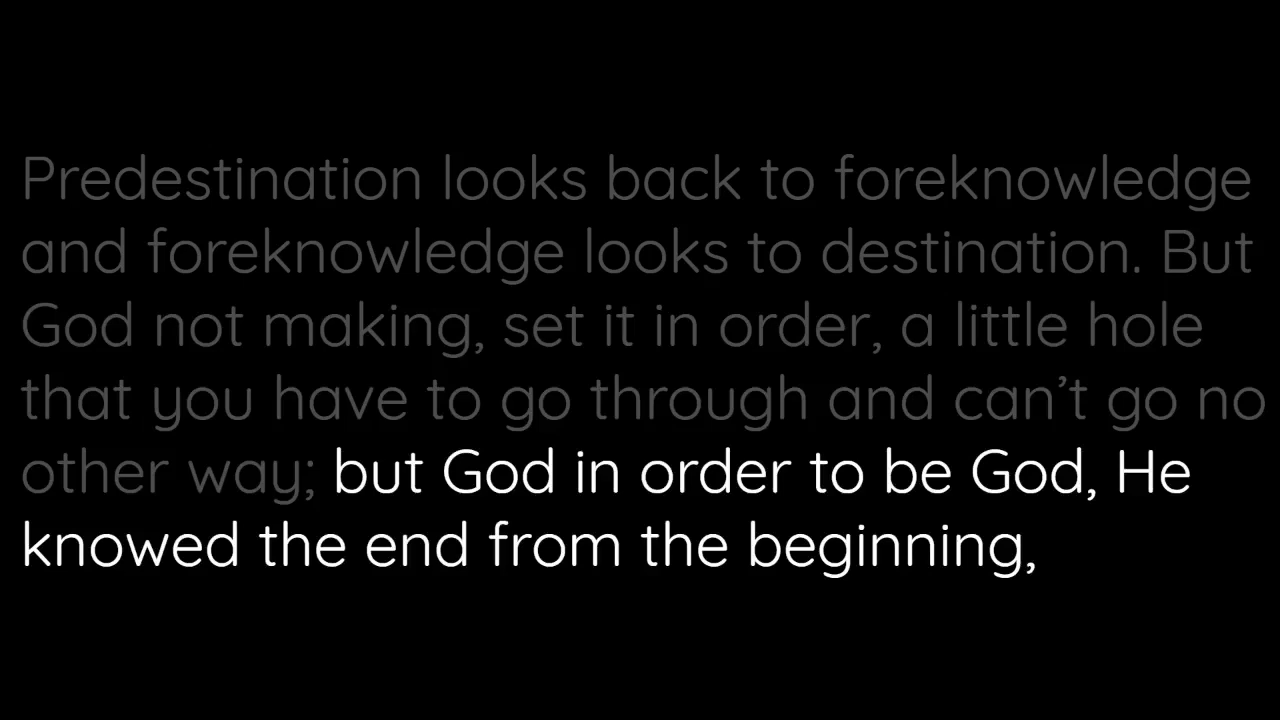 Predestination looks back to foreknowledge
and foreknowledge looks to destination. But
God not making, set it in order, a little hole
that you have to go through and can’t go no
other way; but God in order to be God, He
knowed the end from the beginning,